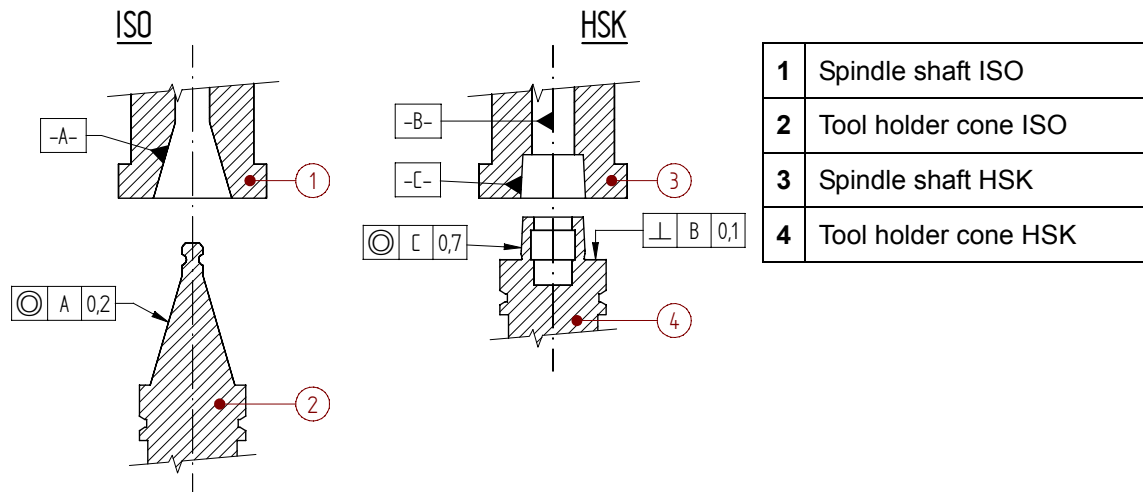 ISO
HSK
1 Spindle shaft ISO
2 Tool holder cone ISO
3 Spindle shaft HSK
4 Tool holder cone HSK
-A-
1
-B-
-C-
3
◎ A 0,2
2
◎ C 0,7
⊥ B 0,1
4